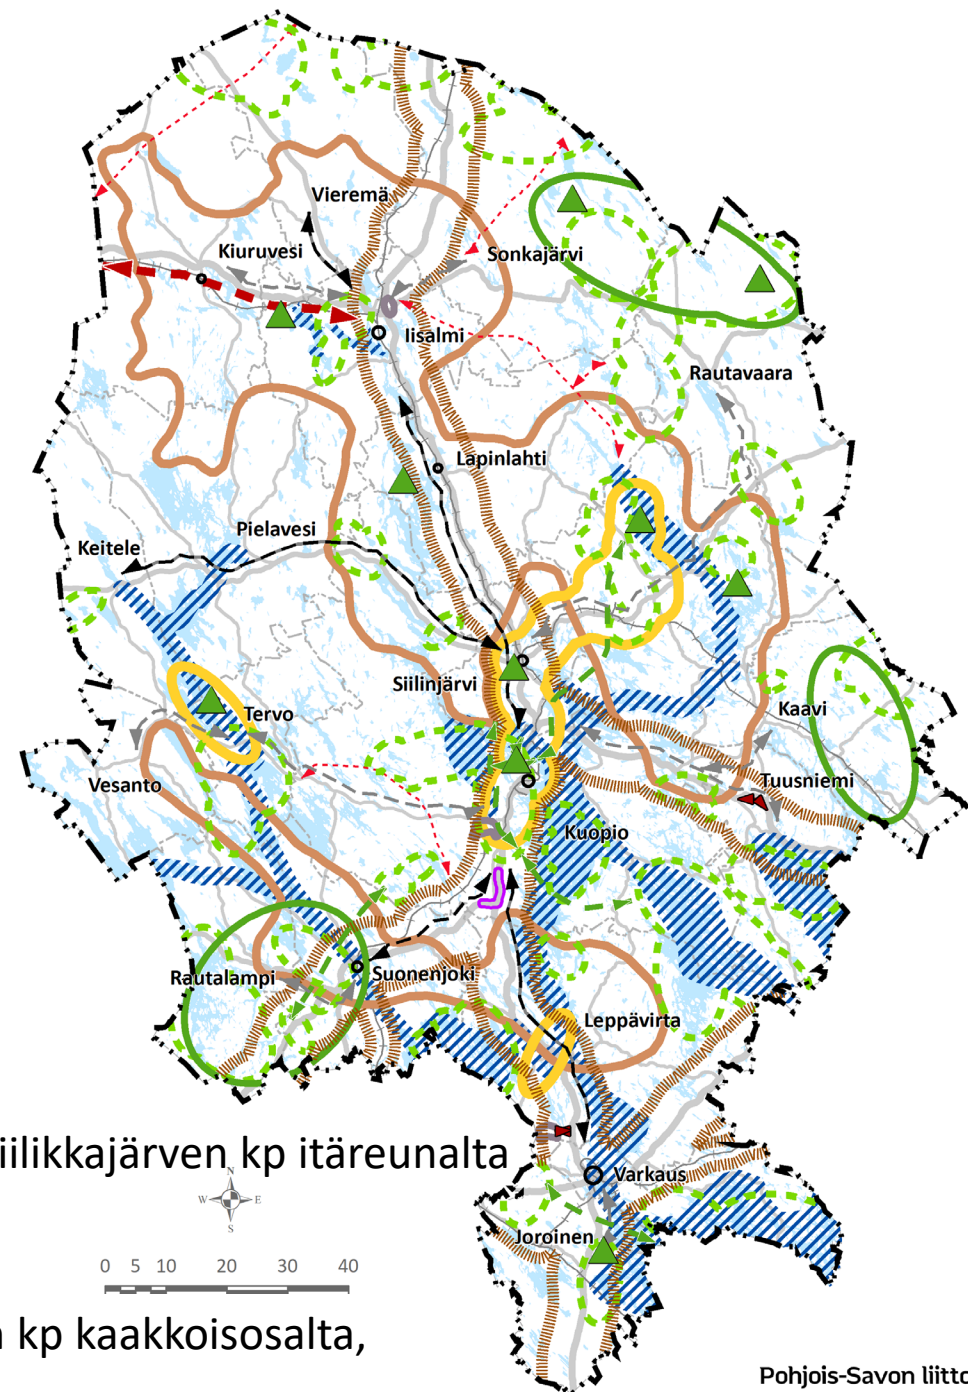 Vieremä
Kiuruvesi
Sonkajärvi
Iisalmi
Rautavaara
Lapinlahti
Pielavesi
Keitele
Siilinjärvi
Kaavi
Tervo
Tuusniemi
Vesanto
Kuopio
Suonenjoki
Rautalampi
Leppävirta
iilikkajärven kp itäreunalta
Varkaus
N
W E
S
Joroinen
0 5 10 20 30 40
kp kaakkoisosalta,
Pohjois-Savon liitto